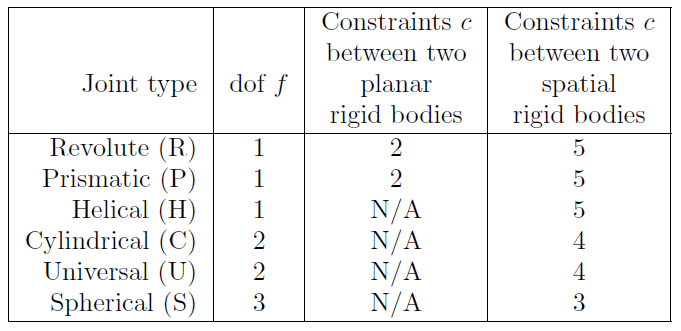 Joint type | dof f | Constraints c between two planar rigid bodies | Constraints c between two spatial rigid bodies
Revolute (R) | 1 | 2 | 5
Prismatic (P) | 1 | 2 | 5
Helical (H) | 1 | N/A | 5
Cylindrical (C) | 2 | N/A | 4
Universal (U) | 2 | N/A | 4
Spherical (S) | 3 | N/A | 3